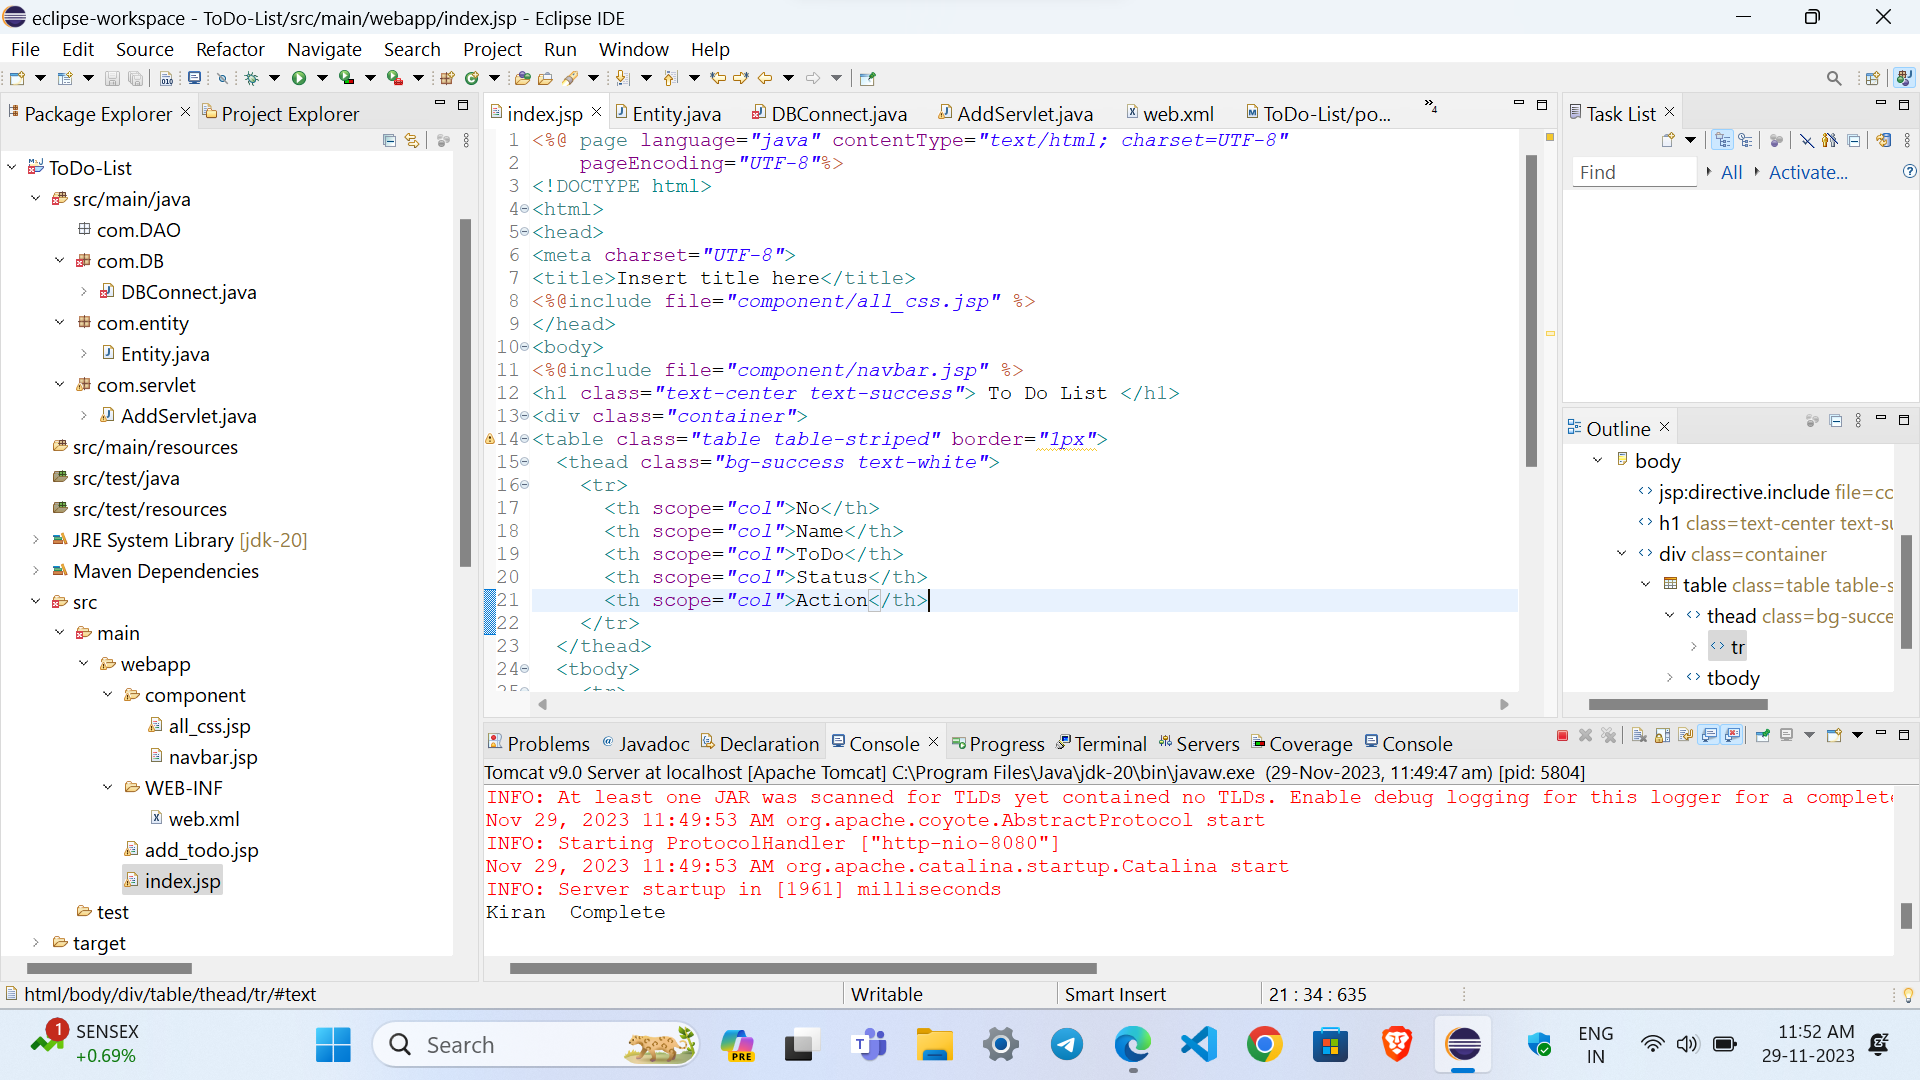 eclipse-workspace - ToDo-List/src/main/webapp/index.jsp - Eclipse IDE
File Edit Source Refactor Navigate Search Project Run Window Help
Package Explorer
Project Explorer
ToDo-List
src/main/java
com.DAO
com.DB
DBConnect.java
com.entity
Entity.java
com.servlet
AddServlet.java
src/main/resources
src/test/java
src/test/resources
JRE System Library [jdk-20]
Maven Dependencies
src
main
webapp
component
all_css.jsp
navbar.jsp
WEB-INF
web.xml
add_todo.jsp
index.jsp
test
target
index.jsp Entity.java DBConnect.java AddServlet.java web.xml ToDo-List/po... »4
1 <%@ page language="java" contentType="text/html; charset=UTF-8"
2     pageEncoding="UTF-8"%>
3 <!DOCTYPE html>
4 <html>
5 <head>
6 <meta charset="UTF-8">
7 <title>Insert title here</title>
8 <%@include file="component/all_css.jsp" %>
9 </head>
10 <body>
11 <%@include file="component/navbar.jsp" %>
12 <h1 class="text-center text-success"> To Do List </h1>
13 <div class="container">
14 <table class="table table-striped" border="1px">
15   <thead class="bg-success text-white">
16     <tr>
17       <th scope="col">No</th>
18       <th scope="col">Name</th>
19       <th scope="col">ToDo</th>
20       <th scope="col">Status</th>
21       <th scope="col">Action</th>
22     </tr>
23   </thead>
24   <tbody>
25     <tr>
Task List
Find All Activate...
Outline
body
jsp:directive.include file=co
h1 class=text-center text-su
div class=container
table class=table table-s
thead class=bg-succe
tr
tbody
Problems Javadoc Declaration Console Progress Terminal Servers Coverage Console
Tomcat v9.0 Server at localhost [Apache Tomcat] C:\Program Files\Java\jdk-20\bin\javaw.exe (29-Nov-2023, 11:49:47 am) [pid: 5804]
INFO: At least one JAR was scanned for TLDs yet contained no TLDs. Enable debug logging for this logger for a complete
Nov 29, 2023 11:49:53 AM org.apache.coyote.AbstractProtocol start
INFO: Starting ProtocolHandler ["http-nio-8080"]
Nov 29, 2023 11:49:53 AM org.apache.catalina.startup.Catalina start
INFO: Server startup in [1961] milliseconds
Kiran  Complete
html/body/div/table/thead/tr/#text
Writable
Smart Insert
21 : 34 : 635
1
SENSEX
+0.69%
Search
PRE
ENG
IN
11:52 AM
29-11-2023